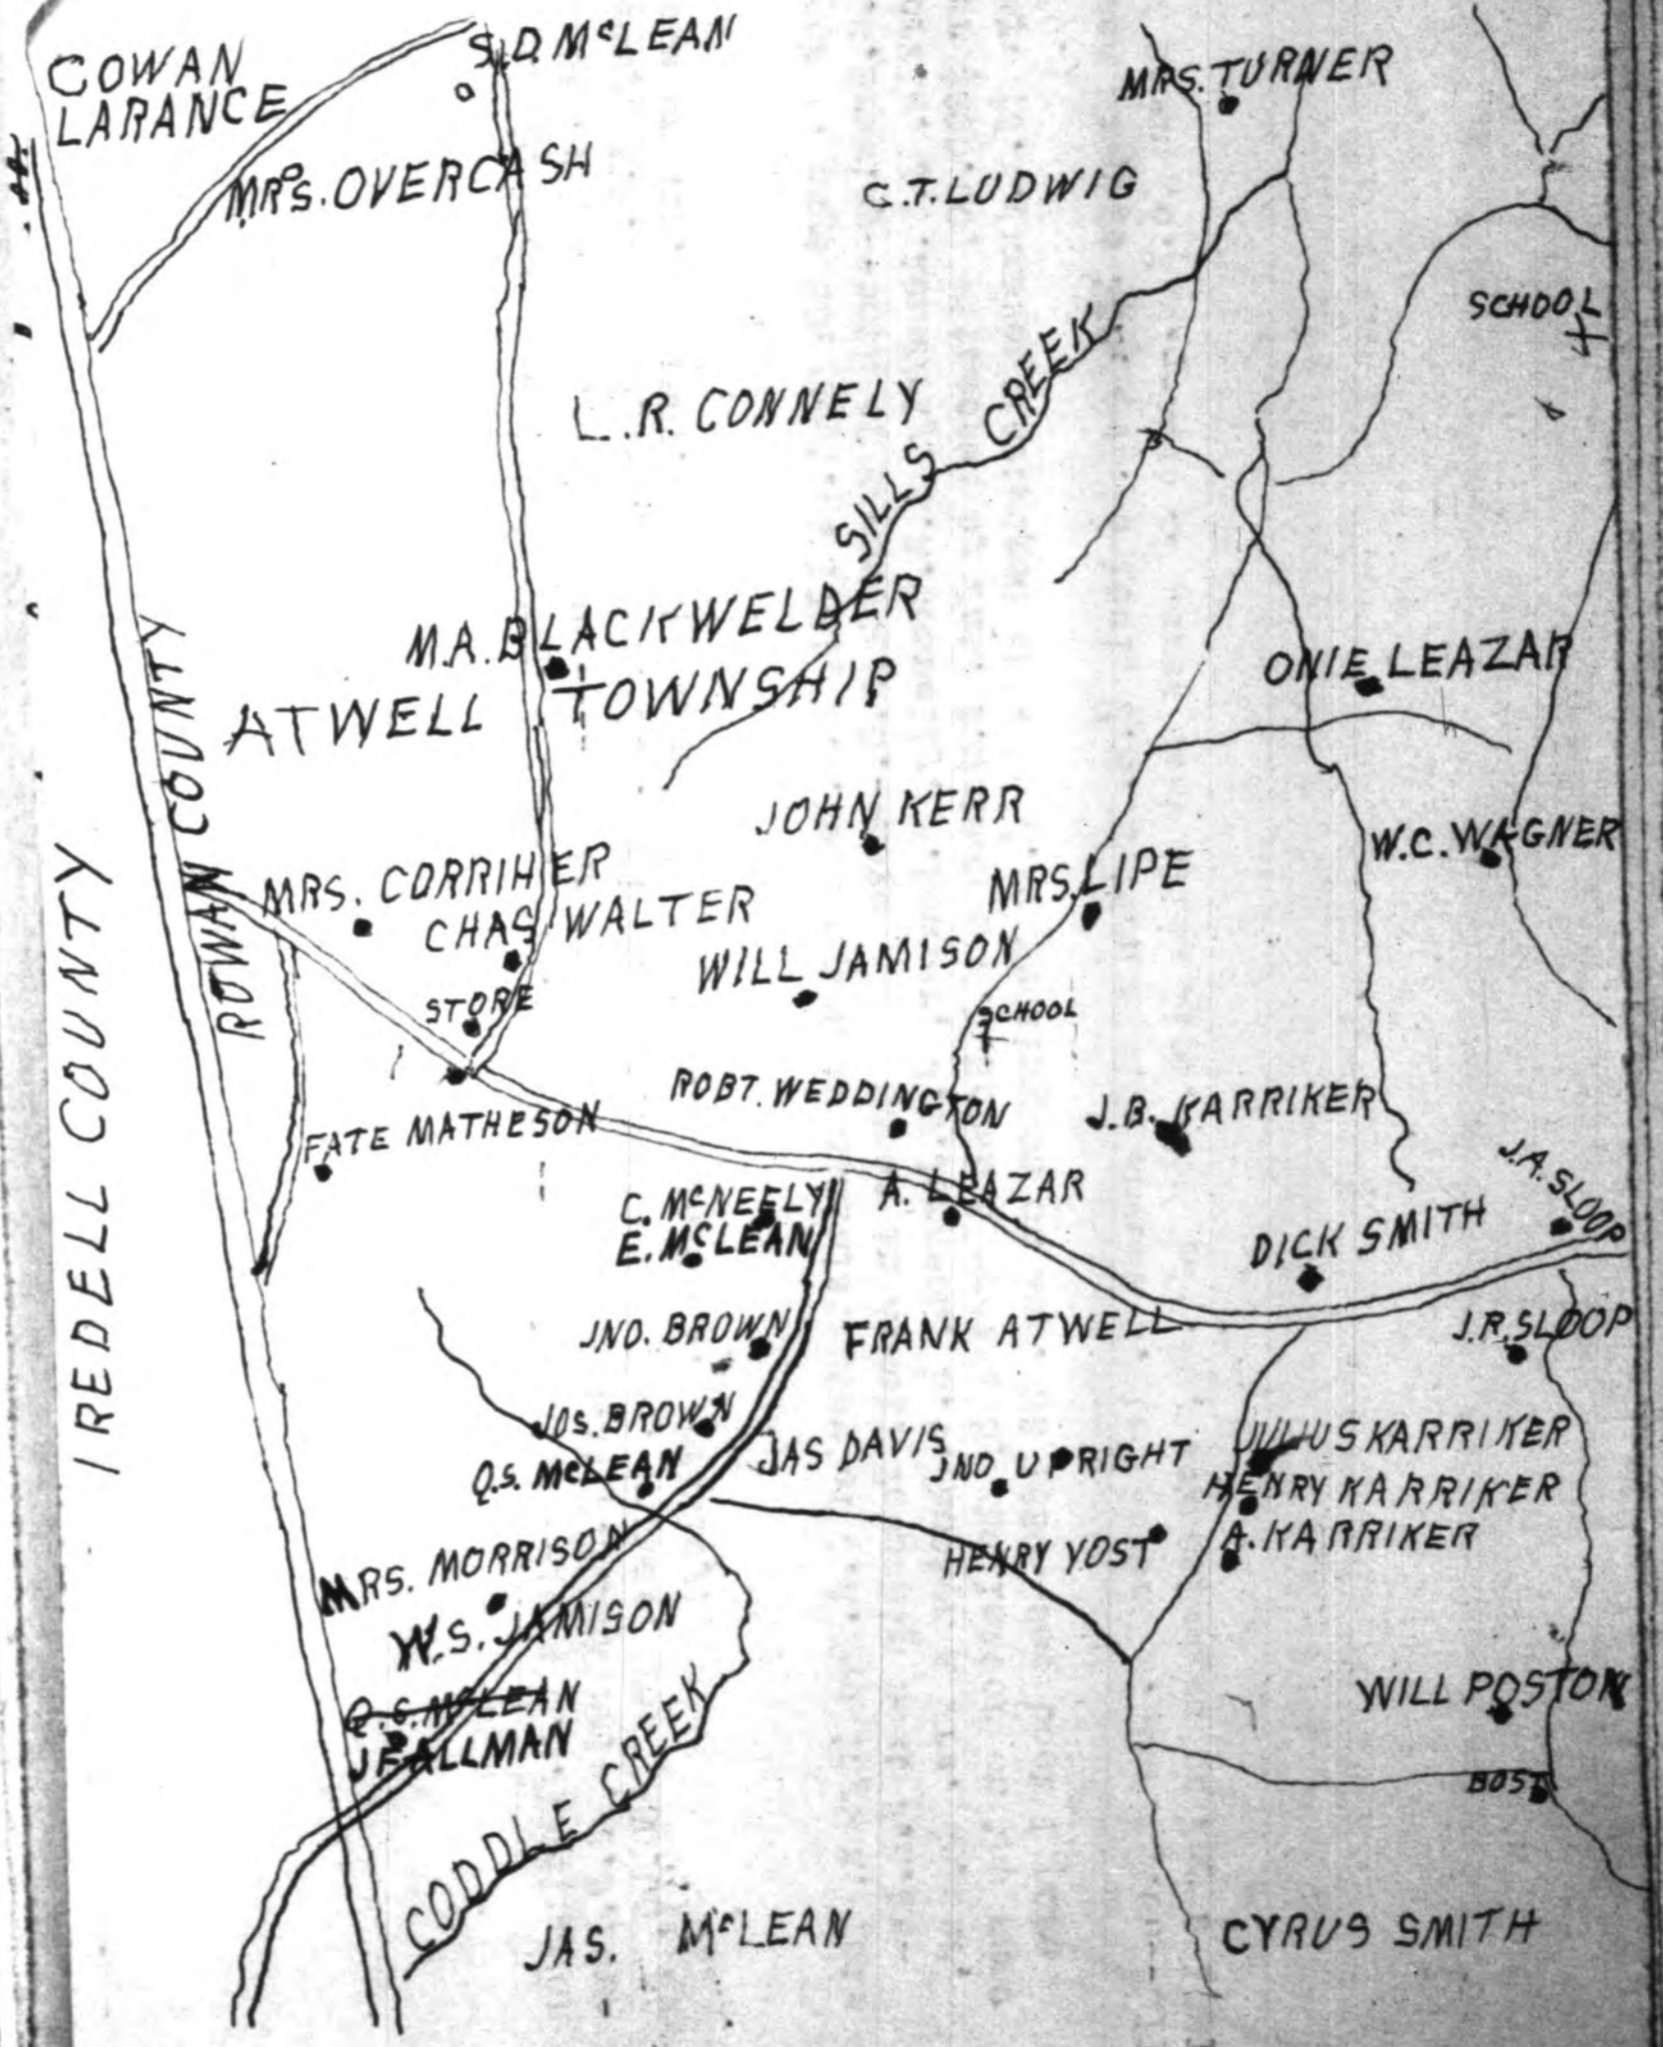 S.D. McLEAN
COWAN
LARANCE
MRS. TURNER
MRS. OVERCASH
C.T. LUDWIG
SCHOOL
L.R. CONNELY
SILLS CREEK
M.A. BLACKWELDER
ATWELL TOWNSHIP
ONIE LEAZAR
ROWAN COUNTY
IREDELL COUNTY
JOHN KERR
W.C. WAGNER
MRS. CORRIHER
MRS. LIPE
CHAS WALTER
WILL JAMISON
STORE
SCHOOL
ROBT. WEDDINGTON
J.B. KARRIKER
FATE MATHESON
C. McNEELY
A. LEAZAR
J.A. SLOOP
E. McLEAN
DICK SMITH
JNO. BROWN
FRANK ATWELL
J.R. SLOOP
JOS. BROWN
JAS DAVIS
JNO. UPRIGHT
JULIUS KARRIKER
Q.S. McLEAN
HENRY KARRIKER
HENRY YOST
A. KARRIKER
MRS. MORRISON
W.S. JAMISON
Q.S. McLEAN
WILL POSTON
J F ALLMAN
BOST
CODDLE CREEK
JAS. McLEAN
CYRUS SMITH